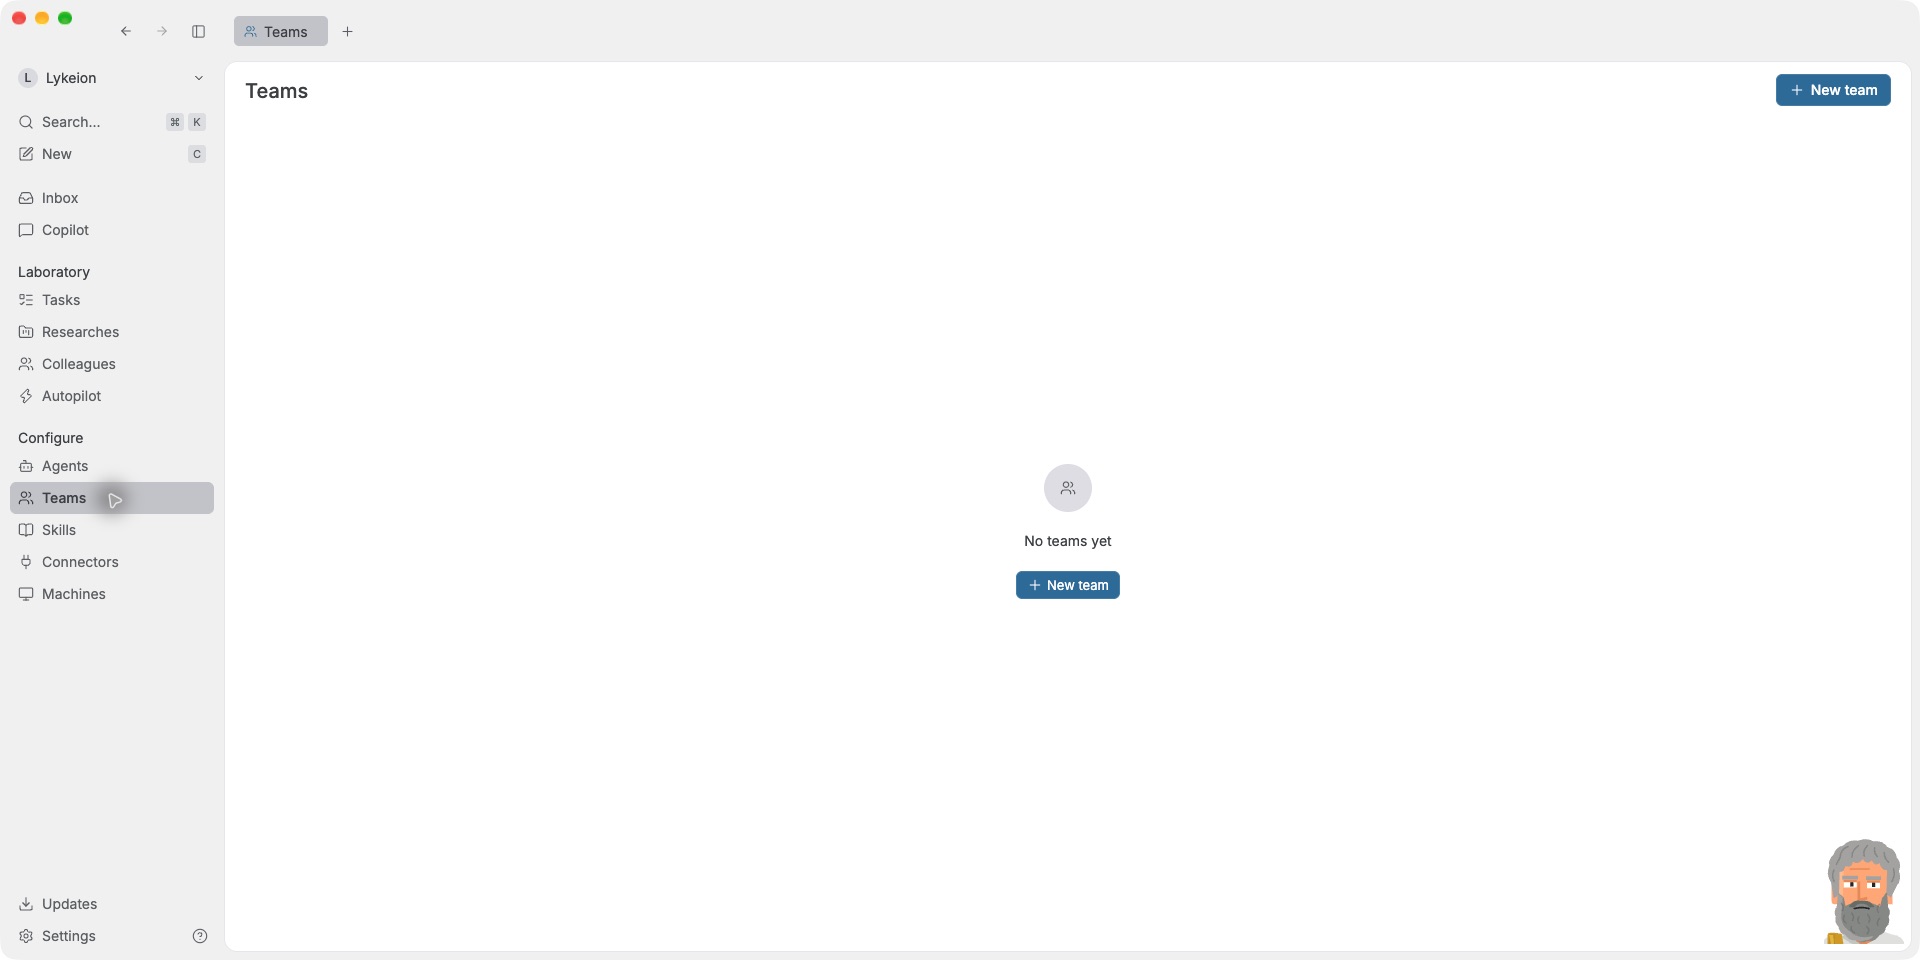 Teams
L Lykeion
Search... ⌘ K
New C
Inbox
Copilot
Laboratory
Tasks
Researches
Colleagues
Autopilot
Configure
Agents
Teams
Skills
Connectors
Machines
Updates
Settings
Teams
New team
No teams yet
New team